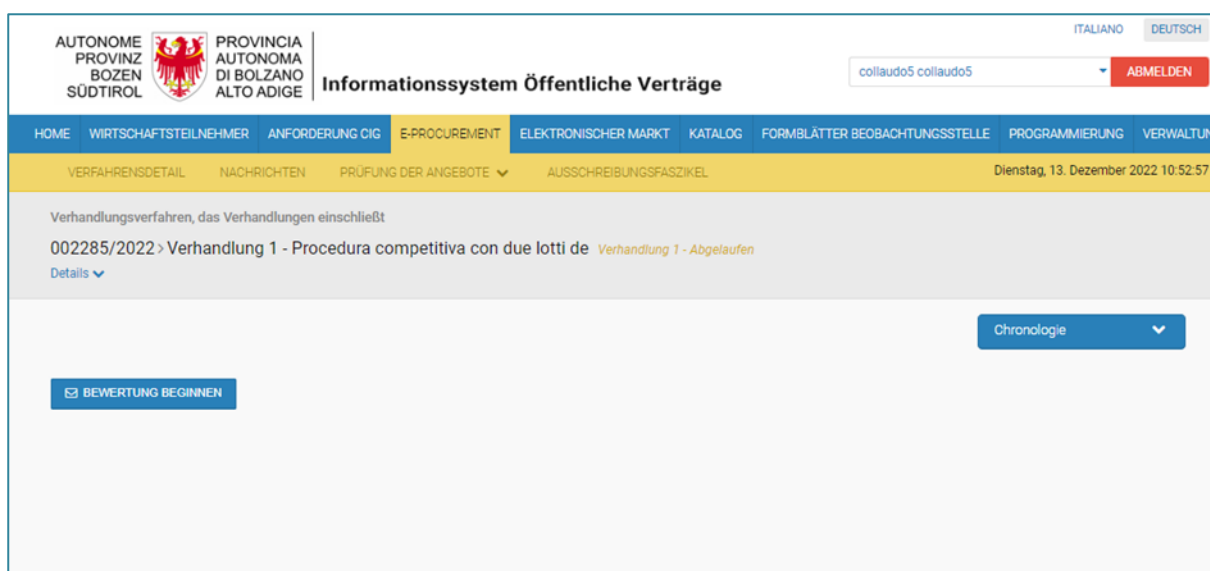 ITALIANO DEUTSCH
AUTONOME PROVINZ BOZEN SÜDTIROL
PROVINCIA AUTONOMA DI BOLZANO ALTO ADIGE
Informationssystem Öffentliche Verträge
collaudo5 collaudo5 ABMELDEN
HOME WIRTSCHAFTSTEILNEHMER ANFORDERUNG CIG E-PROCUREMENT ELEKTRONISCHER MARKT KATALOG FORMBLÄTTER BEOBACHTUNGSSTELLE PROGRAMMIERUNG VERWALTUN
VERFAHRENSDETAIL NACHRICHTEN PRÜFUNG DER ANGEBOTE AUSSCHREIBUNGSFASZIKEL Dienstag, 13. Dezember 2022 10:52:57
Verhandlungsverfahren, das Verhandlungen einschließt
002285/2022 > Verhandlung 1 - Procedura competitiva con due lotti de Verhandlung 1 - Abgelaufen
Details
Chronologie
BEWERTUNG BEGINNEN